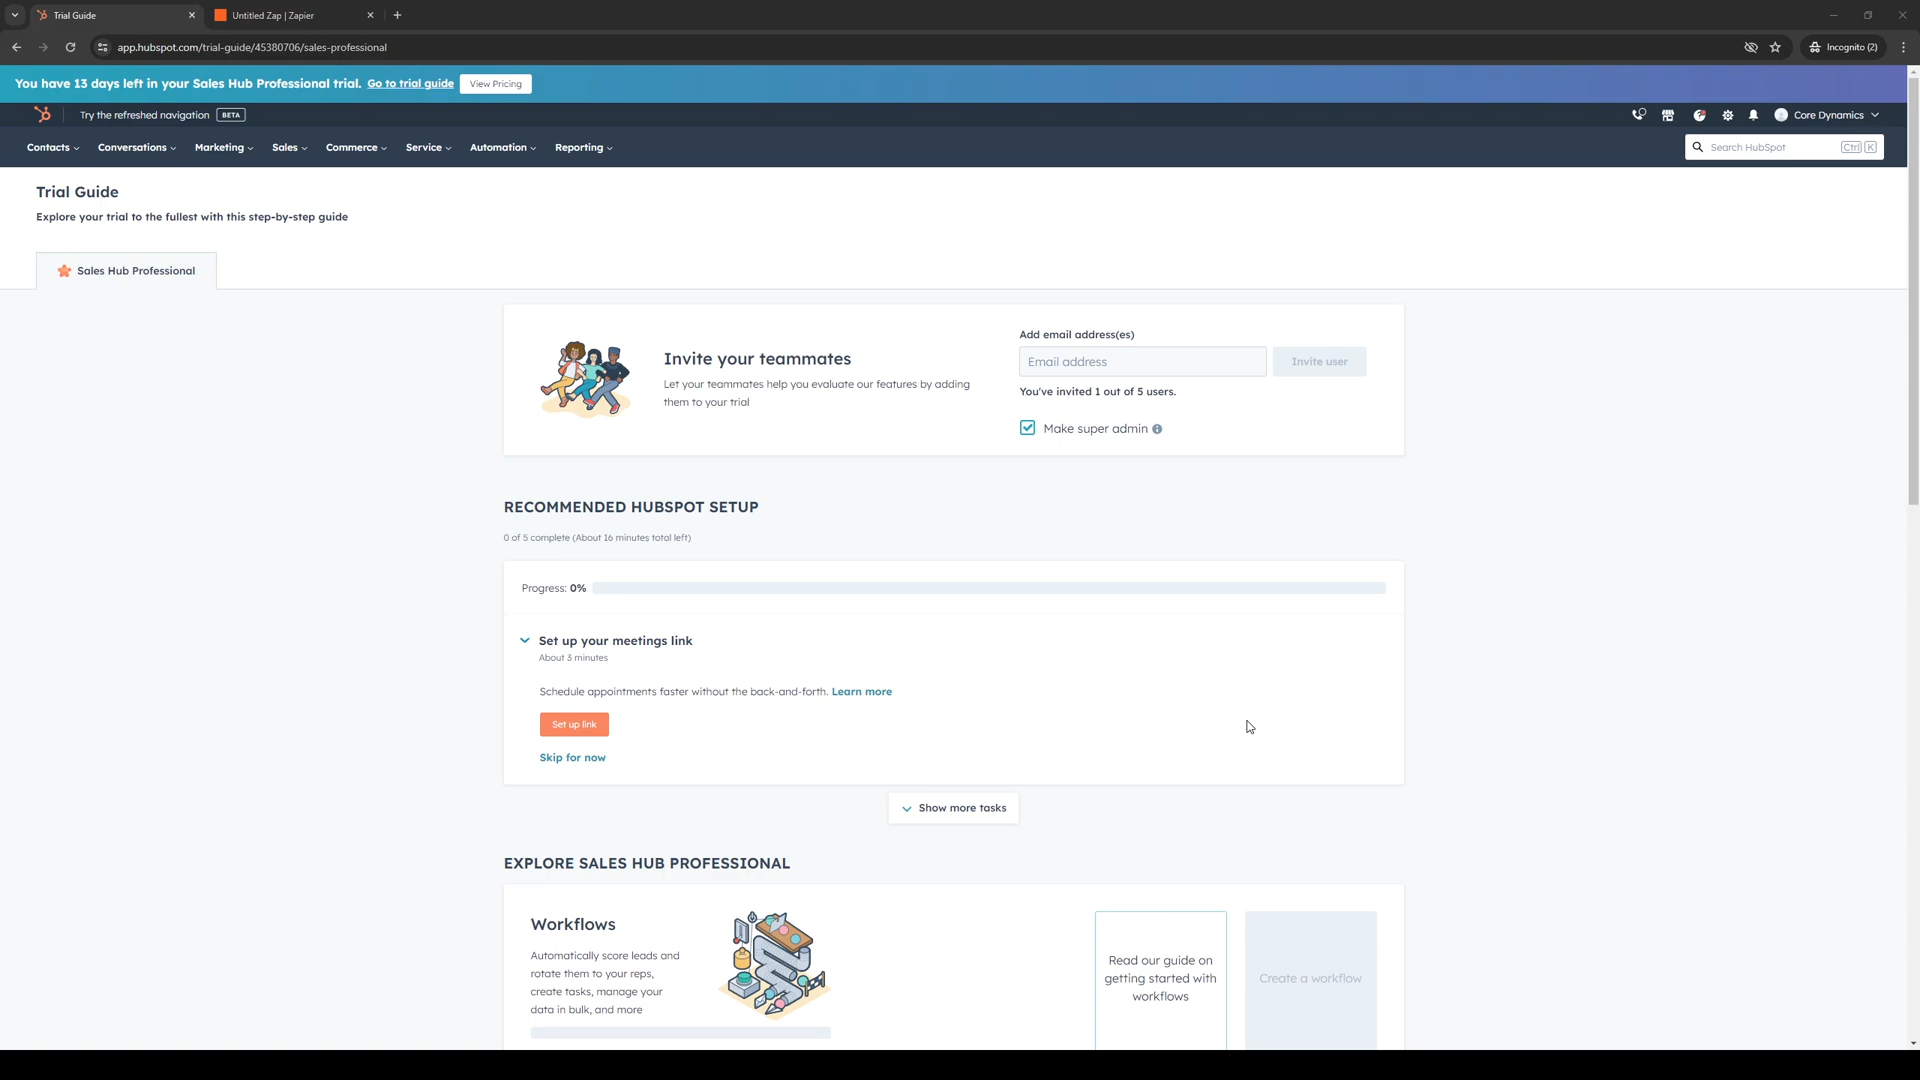 Trial Guide
Untitled Zap | Zapier
app.hubspot.com/trial-guide/45380706/sales-professional
Incognito (2)
You have 13 days left in your Sales Hub Professional trial. Go to trial guide View Pricing
Try the refreshed navigation BETA
Core Dynamics
Contacts Conversations Marketing Sales Commerce Service Automation Reporting
Search HubSpot Ctrl K
Trial Guide
Explore your trial to the fullest with this step-by-step guide
Sales Hub Professional
Invite your teammates
Let your teammates help you evaluate our features by adding
them to your trial
Add email address(es)
Email address
Invite user
You've invited 1 out of 5 users.
Make super admin
RECOMMENDED HUBSPOT SETUP
0 of 5 complete (About 16 minutes total left)
Progress: 0%
Set up your meetings link
About 3 minutes
Schedule appointments faster without the back-and-forth. Learn more
Set up link
Skip for now
Show more tasks
EXPLORE SALES HUB PROFESSIONAL
Workflows
Automatically score leads and
rotate them to your reps,
create tasks, manage your
data in bulk, and more
Read our guide on
getting started with
workflows
Create a workflow